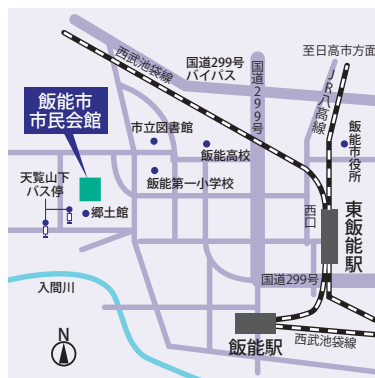 西武池袋線
国道299号
バイパス
国道299号
至日高市方面
JR八高線
飯能市
市民会館
市立図書館
飯能高校
飯能市役所
飯能第一小学校
天覧山下
バス停
郷土館
西口
東飯能駅
国道299号
入間川
飯能駅
西武池袋線
N